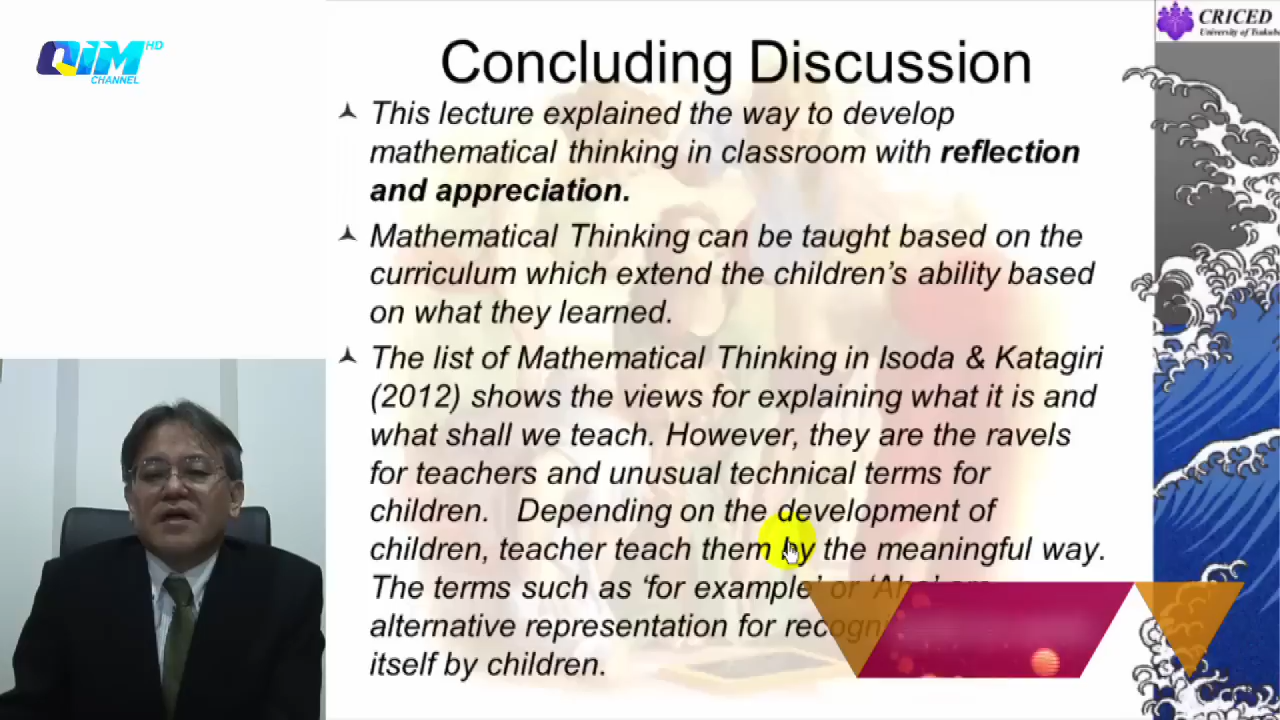 QIM HD
CHANNEL
CRICED
University of Tsukuba
Concluding Discussion
This lecture explained the way to develop
mathematical thinking in classroom with reflection
and appreciation.
Mathematical Thinking can be taught based on the
curriculum which extend the children's ability based
on what they learned.
The list of Mathematical Thinking in Isoda & Katagiri
(2012) shows the views for explaining what it is and
what shall we teach. However, they are the ravels
for teachers and unusual technical terms for
children. Depending on the development of
children, teacher teach them by the meaningful way.
The terms such as 'for example' or
alternative representation for
itself by children.